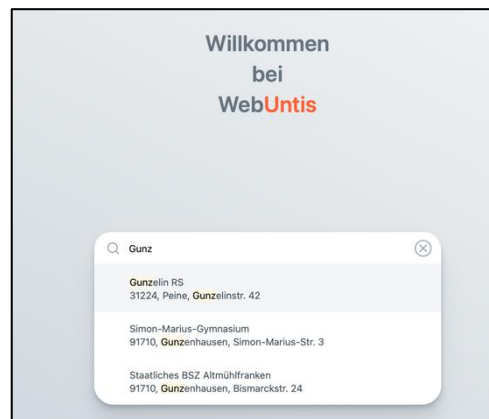 Willkommen
bei
WebUntis
Gunz
Gunzelin RS
31224, Peine, Gunzelinstr. 42
Simon-Marius-Gymnasium
91710, Gunzenhausen, Simon-Marius-Str. 3
Staatliches BSZ Altmühlfranken
91710, Gunzenhausen, Bismarckstr. 24